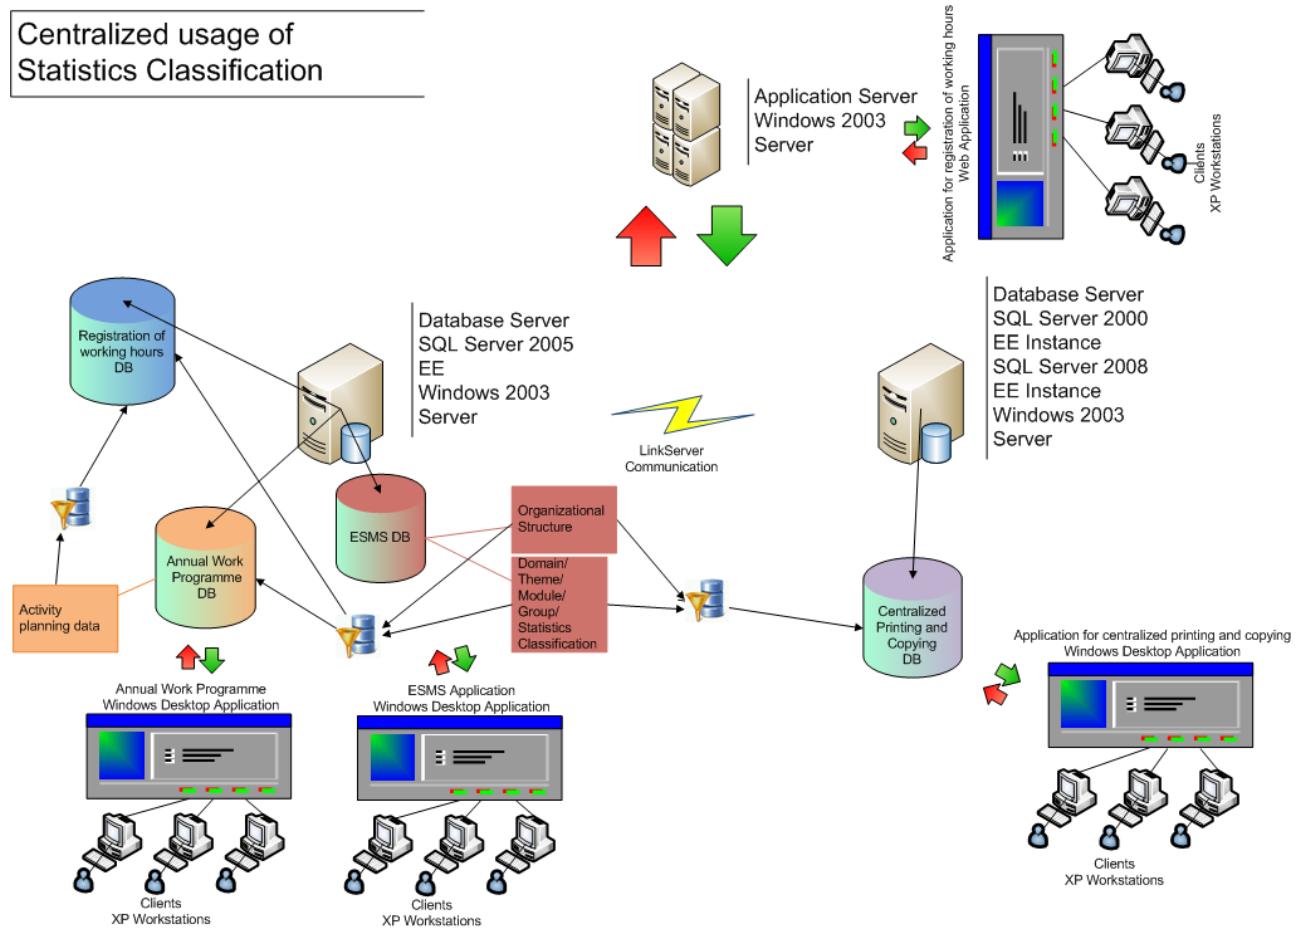 Centralized usage of
Statistics Classification
Application Server
Windows 2003
Server
Application for registration of working hours
Web Application
Clients
XP Workstations
Registration of
working hours
DB
Database Server
SQL Server 2005
EE
Windows 2003
Server
LinkServer
Communication
Database Server
SQL Server 2000
EE Instance
SQL Server 2008
EE Instance
Windows 2003
Server
ESMS DB
Organizational
Structure
Domain/
Theme/
Module/
Group/
Statistics
Classification
Annual Work
Programme
DB
Activity
planning data
Centralized
Printing and
Copying
DB
Annual Work Programme
Windows Desktop Application
Clients
XP Workstations
ESMS Application
Windows Desktop Application
Clients
XP Workstations
Application for centralized printing and copying
Windows Desktop Application
Clients
XP Workstations